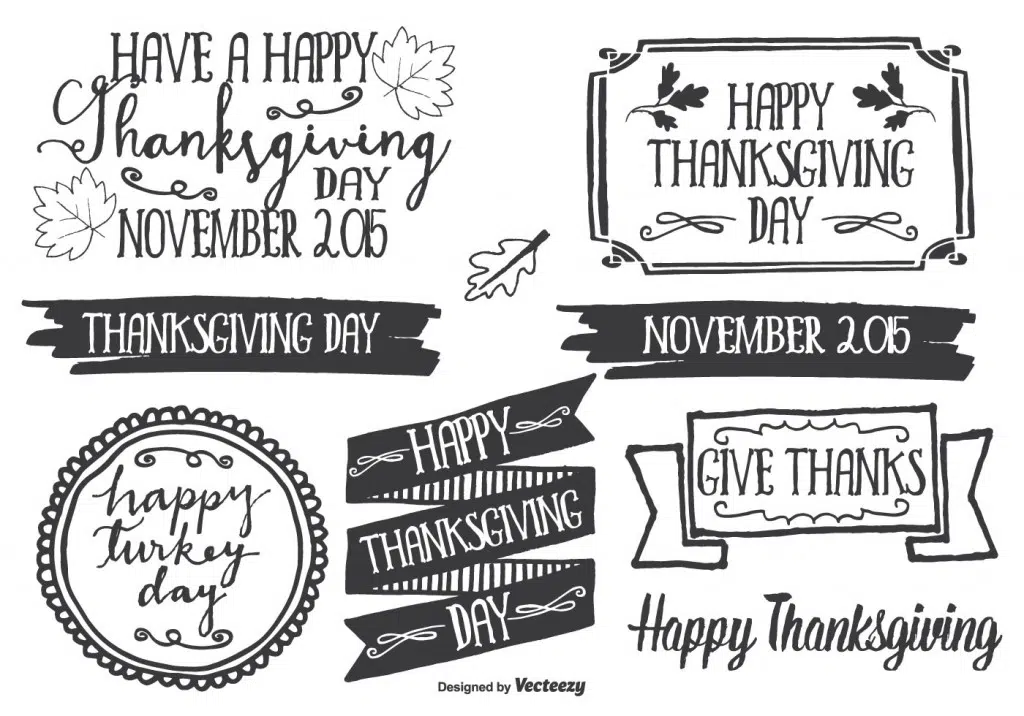 HAVE A HAPPY
Thanksgiving
DAY
NOVEMBER 2015
HAPPY
THANKSGIVING
DAY
THANKSGIVING DAY
NOVEMBER 2015
happy
turkey
day
HAPPY
THANKSGIVING
DAY
GIVE THANKS
Happy Thanksgiving
Designed by Vecteezy